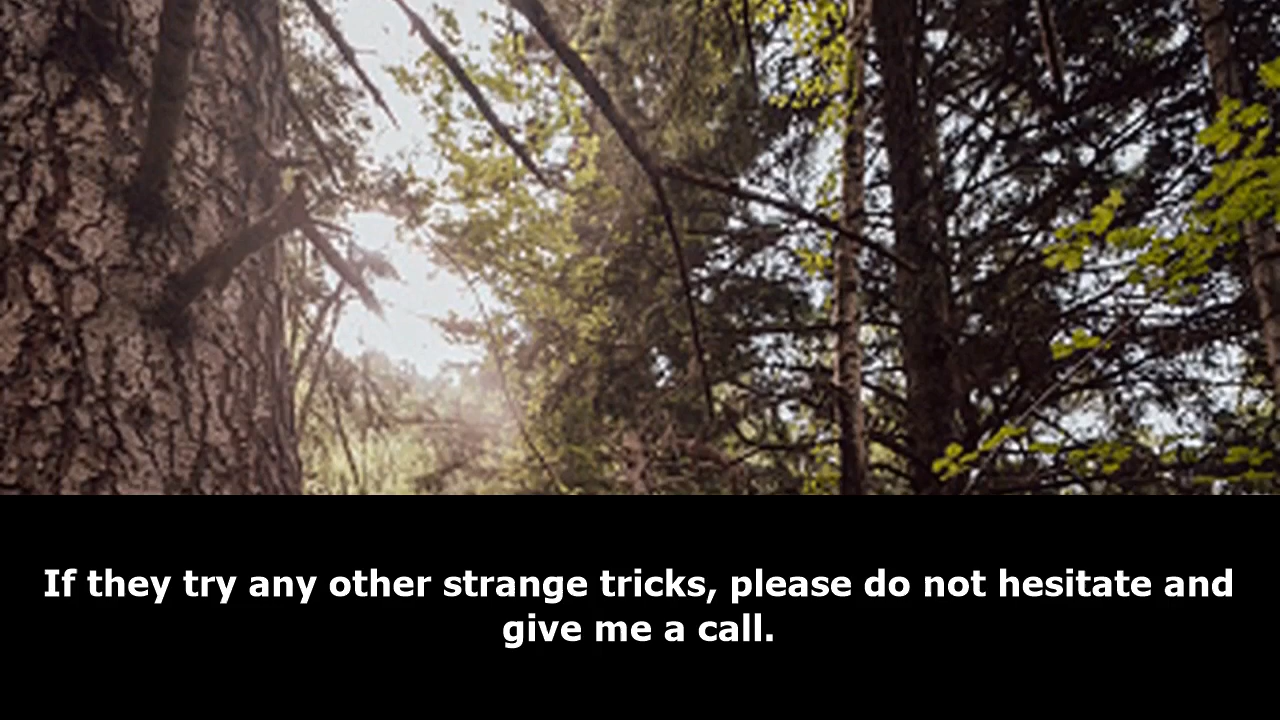 If they try any other strange tricks, please do not hesitate and
give me a call.